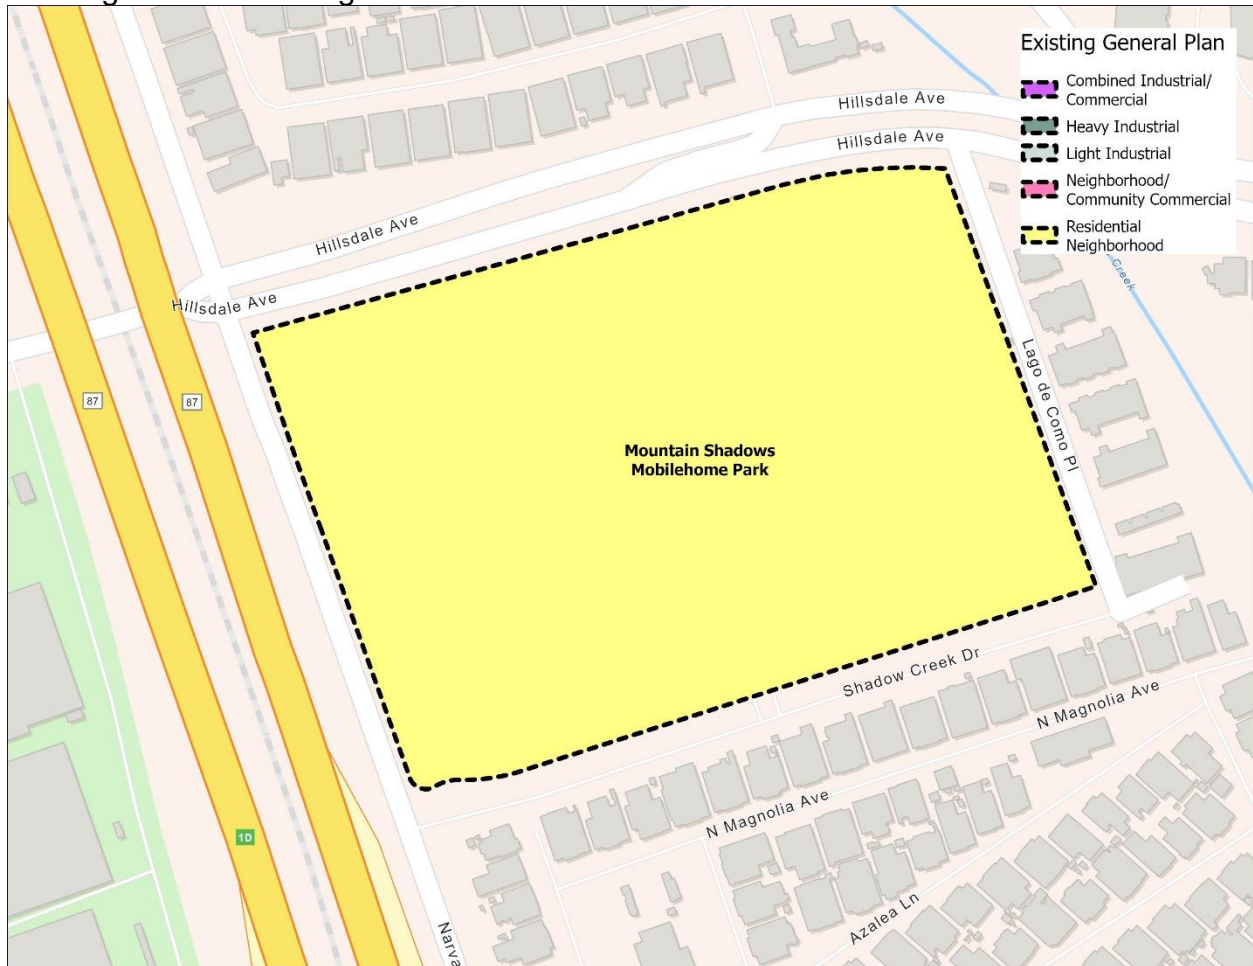 Existing General Plan
Combined Industrial/
Commercial
Heavy Industrial
Light Industrial
Neighborhood/
Community Commercial
Residential
Neighborhood
Hillsdale Ave
Hillsdale Ave
Hillsdale Ave
Hillsdale Ave
Creek
Lago de Como Pl
87
87
Mountain Shadows
Mobilehome Park
Shadow Creek Dr
N Magnolia Ave
N Magnolia Ave
1D
Azalea Ln
Narva